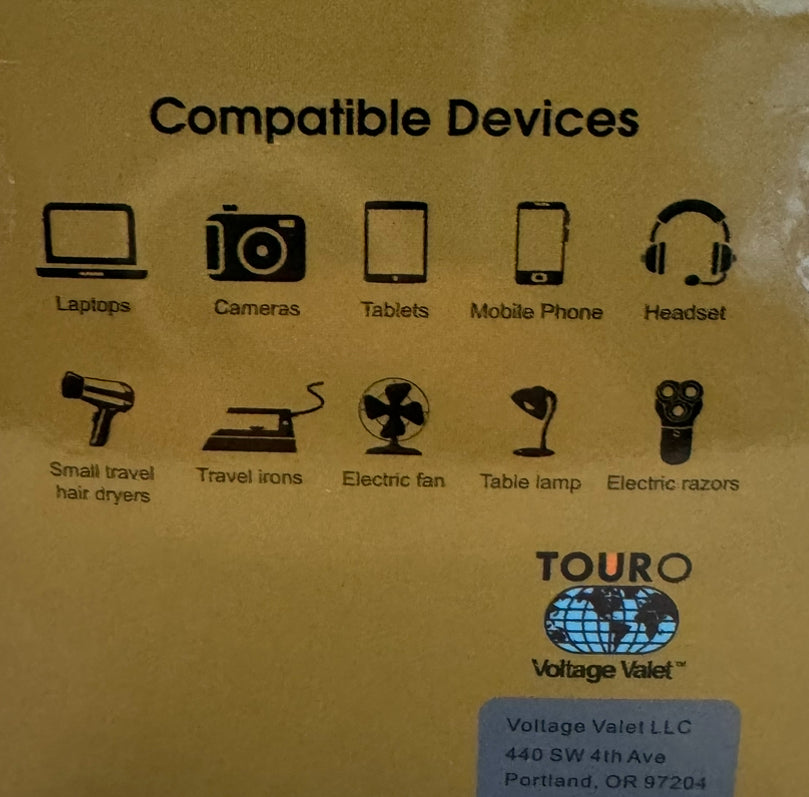 Compatible Devices
Laptops
Cameras
Tablets
Mobile Phone
Headset
Small travel
hair dryers
Travel irons
Electric fan
Table lamp
Electric razors
TOURO
Voltage Valet™
Voltage Valet LLC
440 SW 4th Ave
Portland, OR 97204